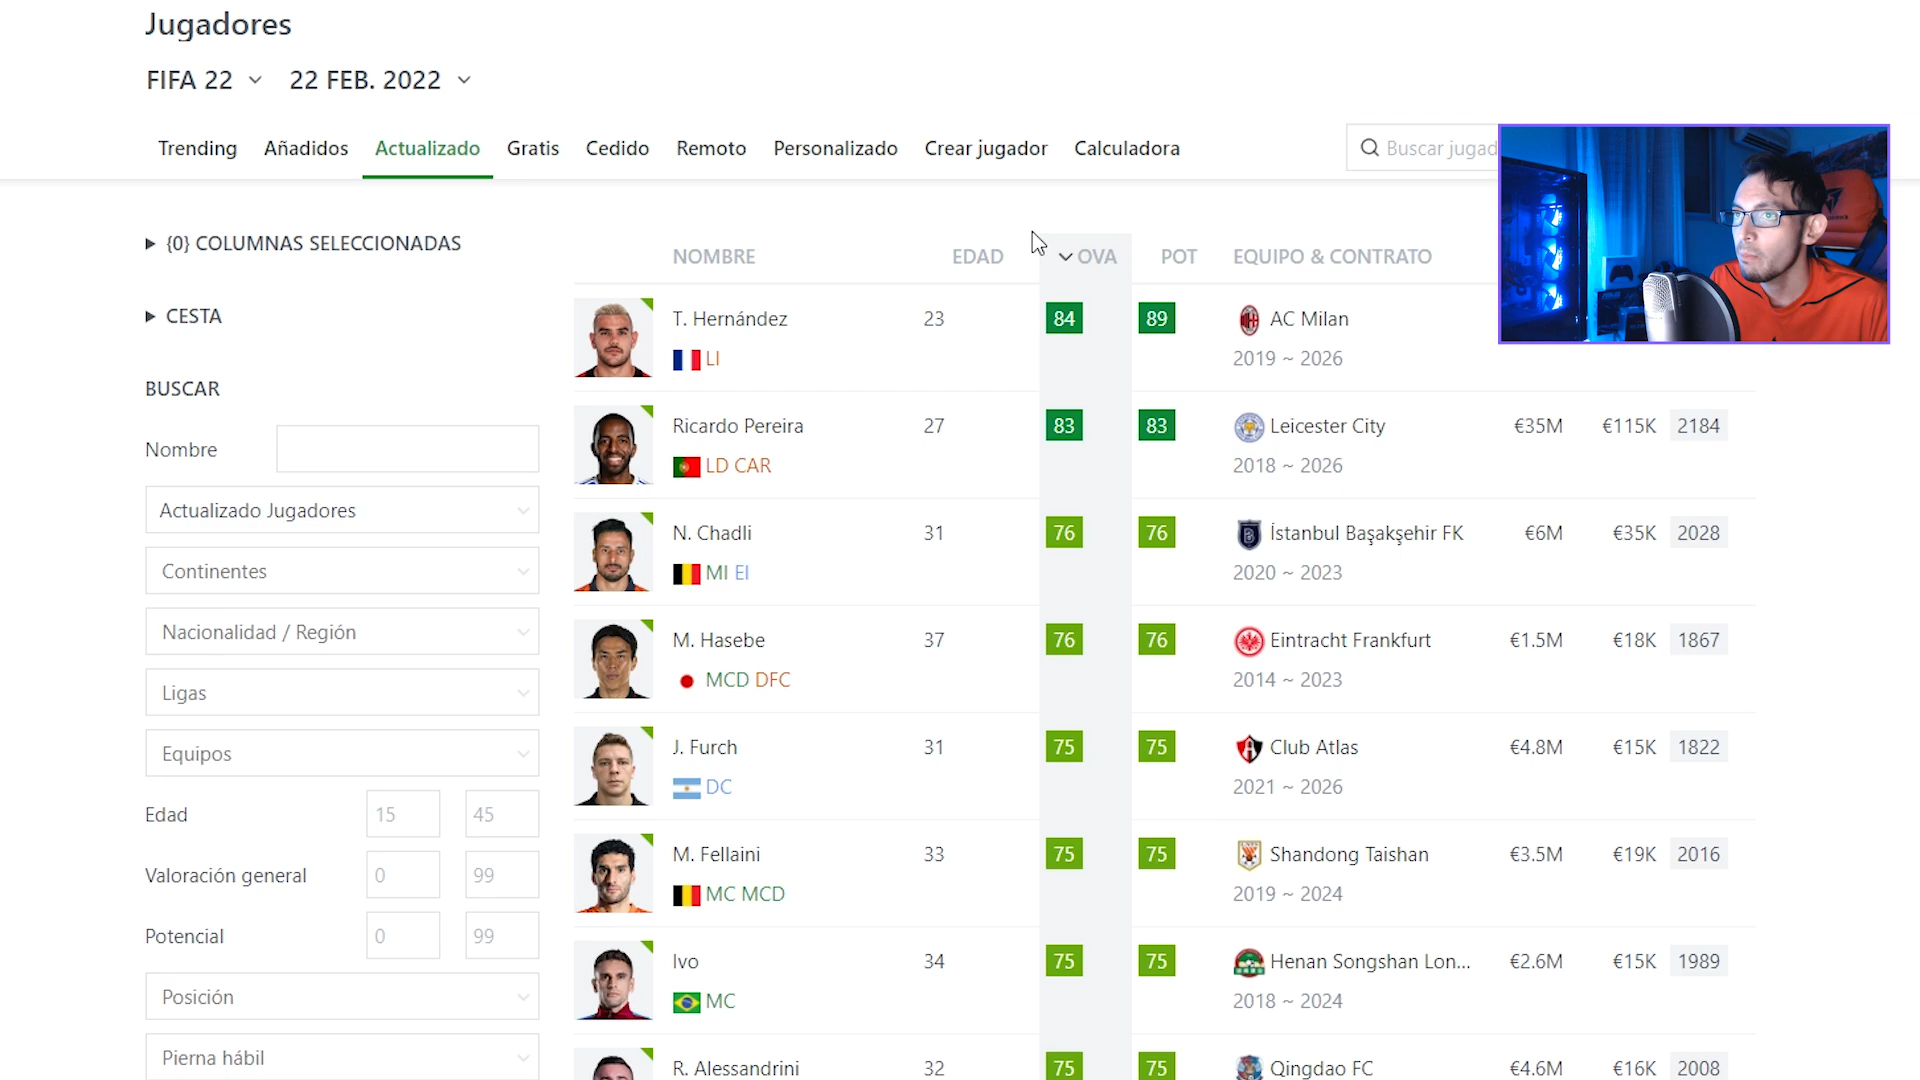 Jugadores
FIFA 22
22 FEB. 2022
Trending
Añadidos
Actualizado
Gratis
Cedido
Remoto
Personalizado
Crear jugador
Calculadora
Buscar jugad
{0} COLUMNAS SELECCIONADAS
CESTA
BUSCAR
Nombre
Actualizado Jugadores
Continentes
Nacionalidad / Región
Ligas
Equipos
Edad 15 45
Valoración general 0 99
Potencial 0 99
Posición
Pierna hábil
NOMBRE EDAD OVA POT EQUIPO & CONTRATO
T. Hernández 23 84 89 AC Milan
LI 2019 ~ 2026
Ricardo Pereira 27 83 83 Leicester City €35M €115K 2184
LD CAR 2018 ~ 2026
N. Chadli 31 76 76 İstanbul Başakşehir FK €6M €35K 2028
MI EI 2020 ~ 2023
M. Hasebe 37 76 76 Eintracht Frankfurt €1.5M €18K 1867
MCD DFC 2014 ~ 2023
J. Furch 31 75 75 Club Atlas €4.8M €15K 1822
DC 2021 ~ 2026
M. Fellaini 33 75 75 Shandong Taishan €3.5M €19K 2016
MC MCD 2019 ~ 2024
Ivo 34 75 75 Henan Songshan Lon... €2.6M €15K 1989
MC 2018 ~ 2024
R. Alessandrini 32 75 75 Qingdao FC €4.6M €16K 2008